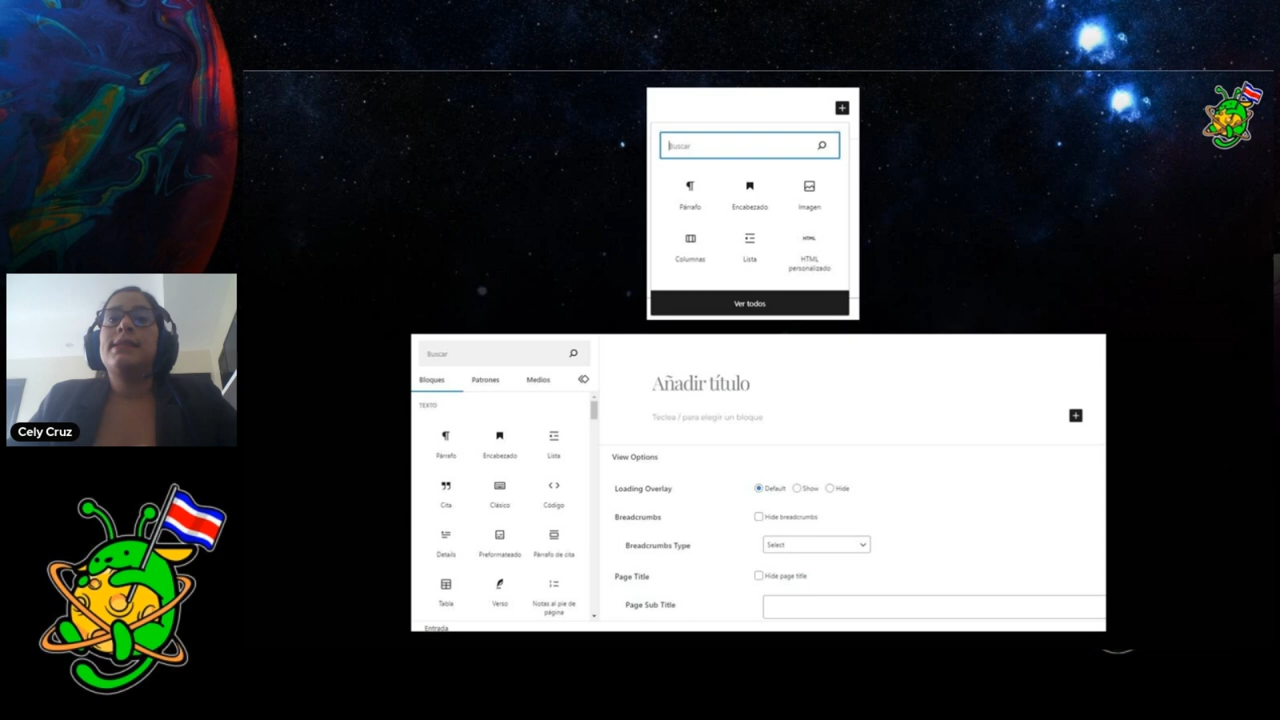 Buscar
Párrafo Encabezado Imagen
Columnas Lista HTML personalizado
Ver todos
Buscar
Bloques Patrones Medios
TEXTO
Párrafo Encabezado Lista
Cita Clásico Código
Details Preformateado Párrafo de cita
Tabla Verso Notas al pie de página
Entrada
Añadir título
Teclea / para elegir un bloque
View Options
Loading Overlay Default Show Hide
Breadcrumbs Hide breadcrumbs
Breadcrumbs Type Select
Page Title Hide page title
Page Sub Title
Cely Cruz